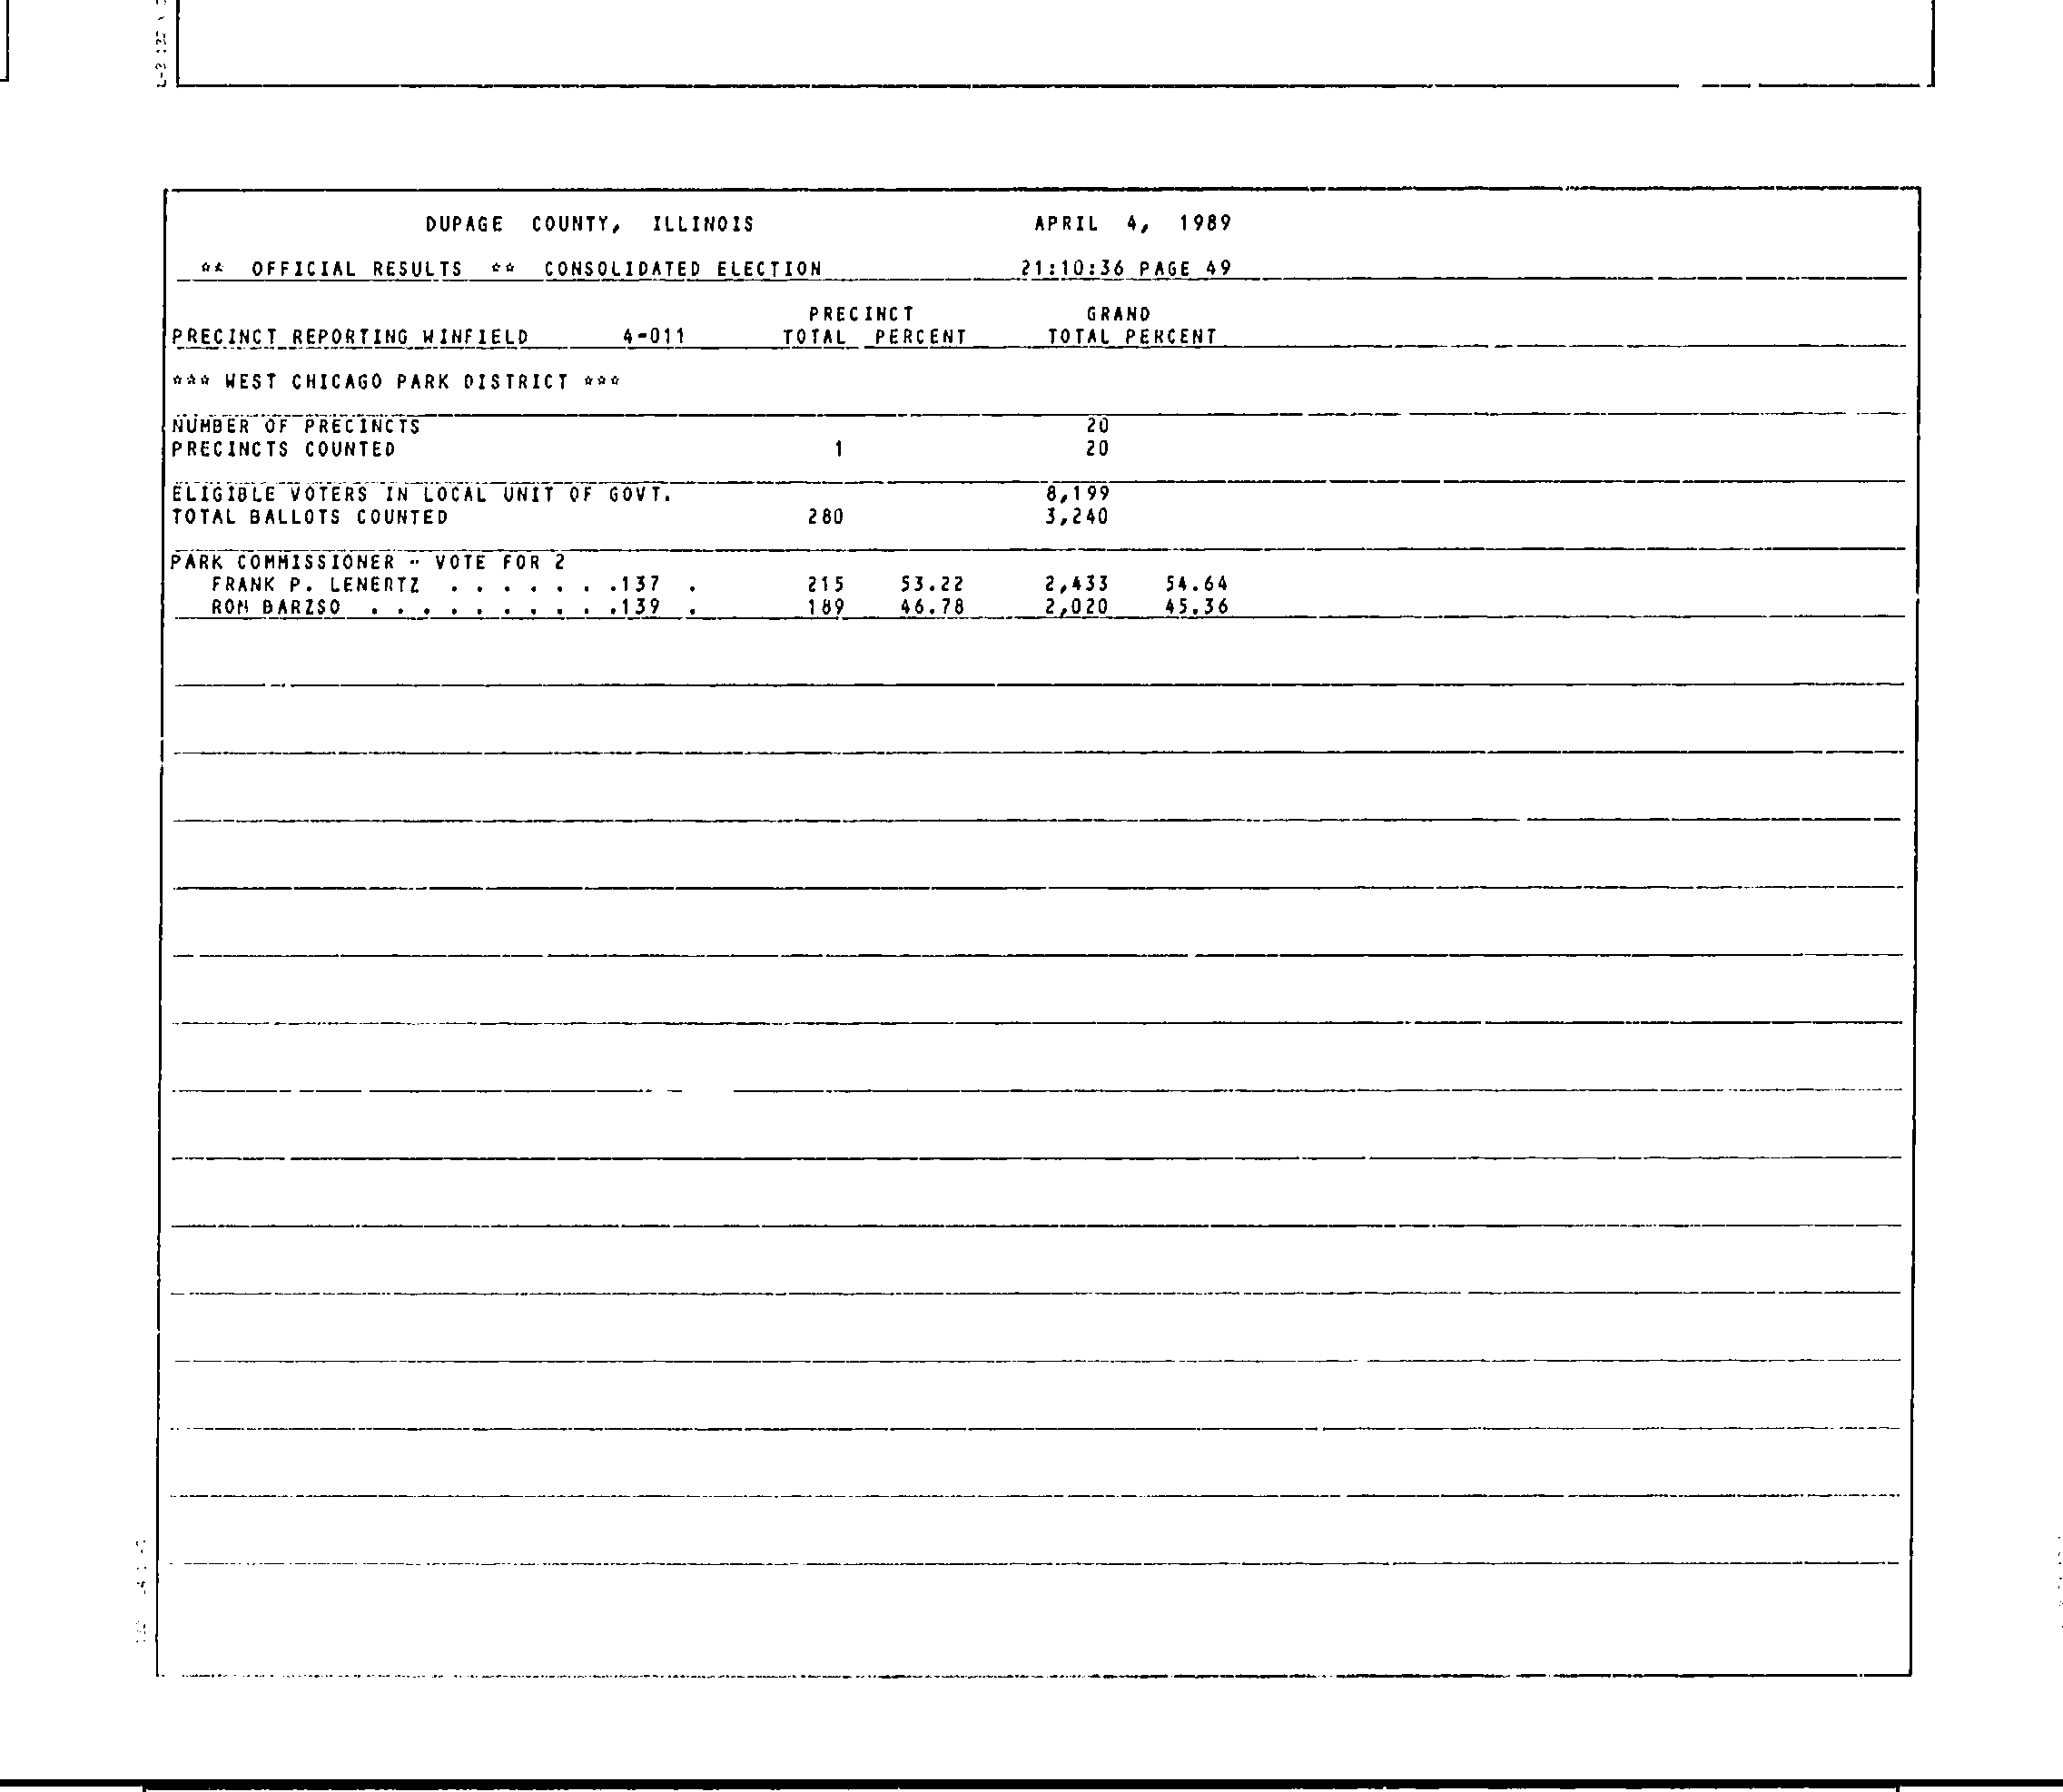 DUPAGE COUNTY, ILLINOIS APRIL 4, 1989
** OFFICIAL RESULTS ** CONSOLIDATED ELECTION 21:10:36 PAGE 49
PRECINCT GRAND
PRECINCT REPORTING WINFIELD 4-011 TOTAL PERCENT TOTAL PERCENT
*** WEST CHICAGO PARK DISTRICT ***
NUMBER OF PRECINCTS 20
PRECINCTS COUNTED 1 20
ELIGIBLE VOTERS IN LOCAL UNIT OF GOVT. 8,199
TOTAL BALLOTS COUNTED 280 3,240
PARK COMMISSIONER - VOTE FOR 2
FRANK P. LENERTZ . . . . . . .137 . 215 53.22 2,433 54.64
RON BARZSO . . . . . . . . . .139 . 189 46.78 2,020 45.36